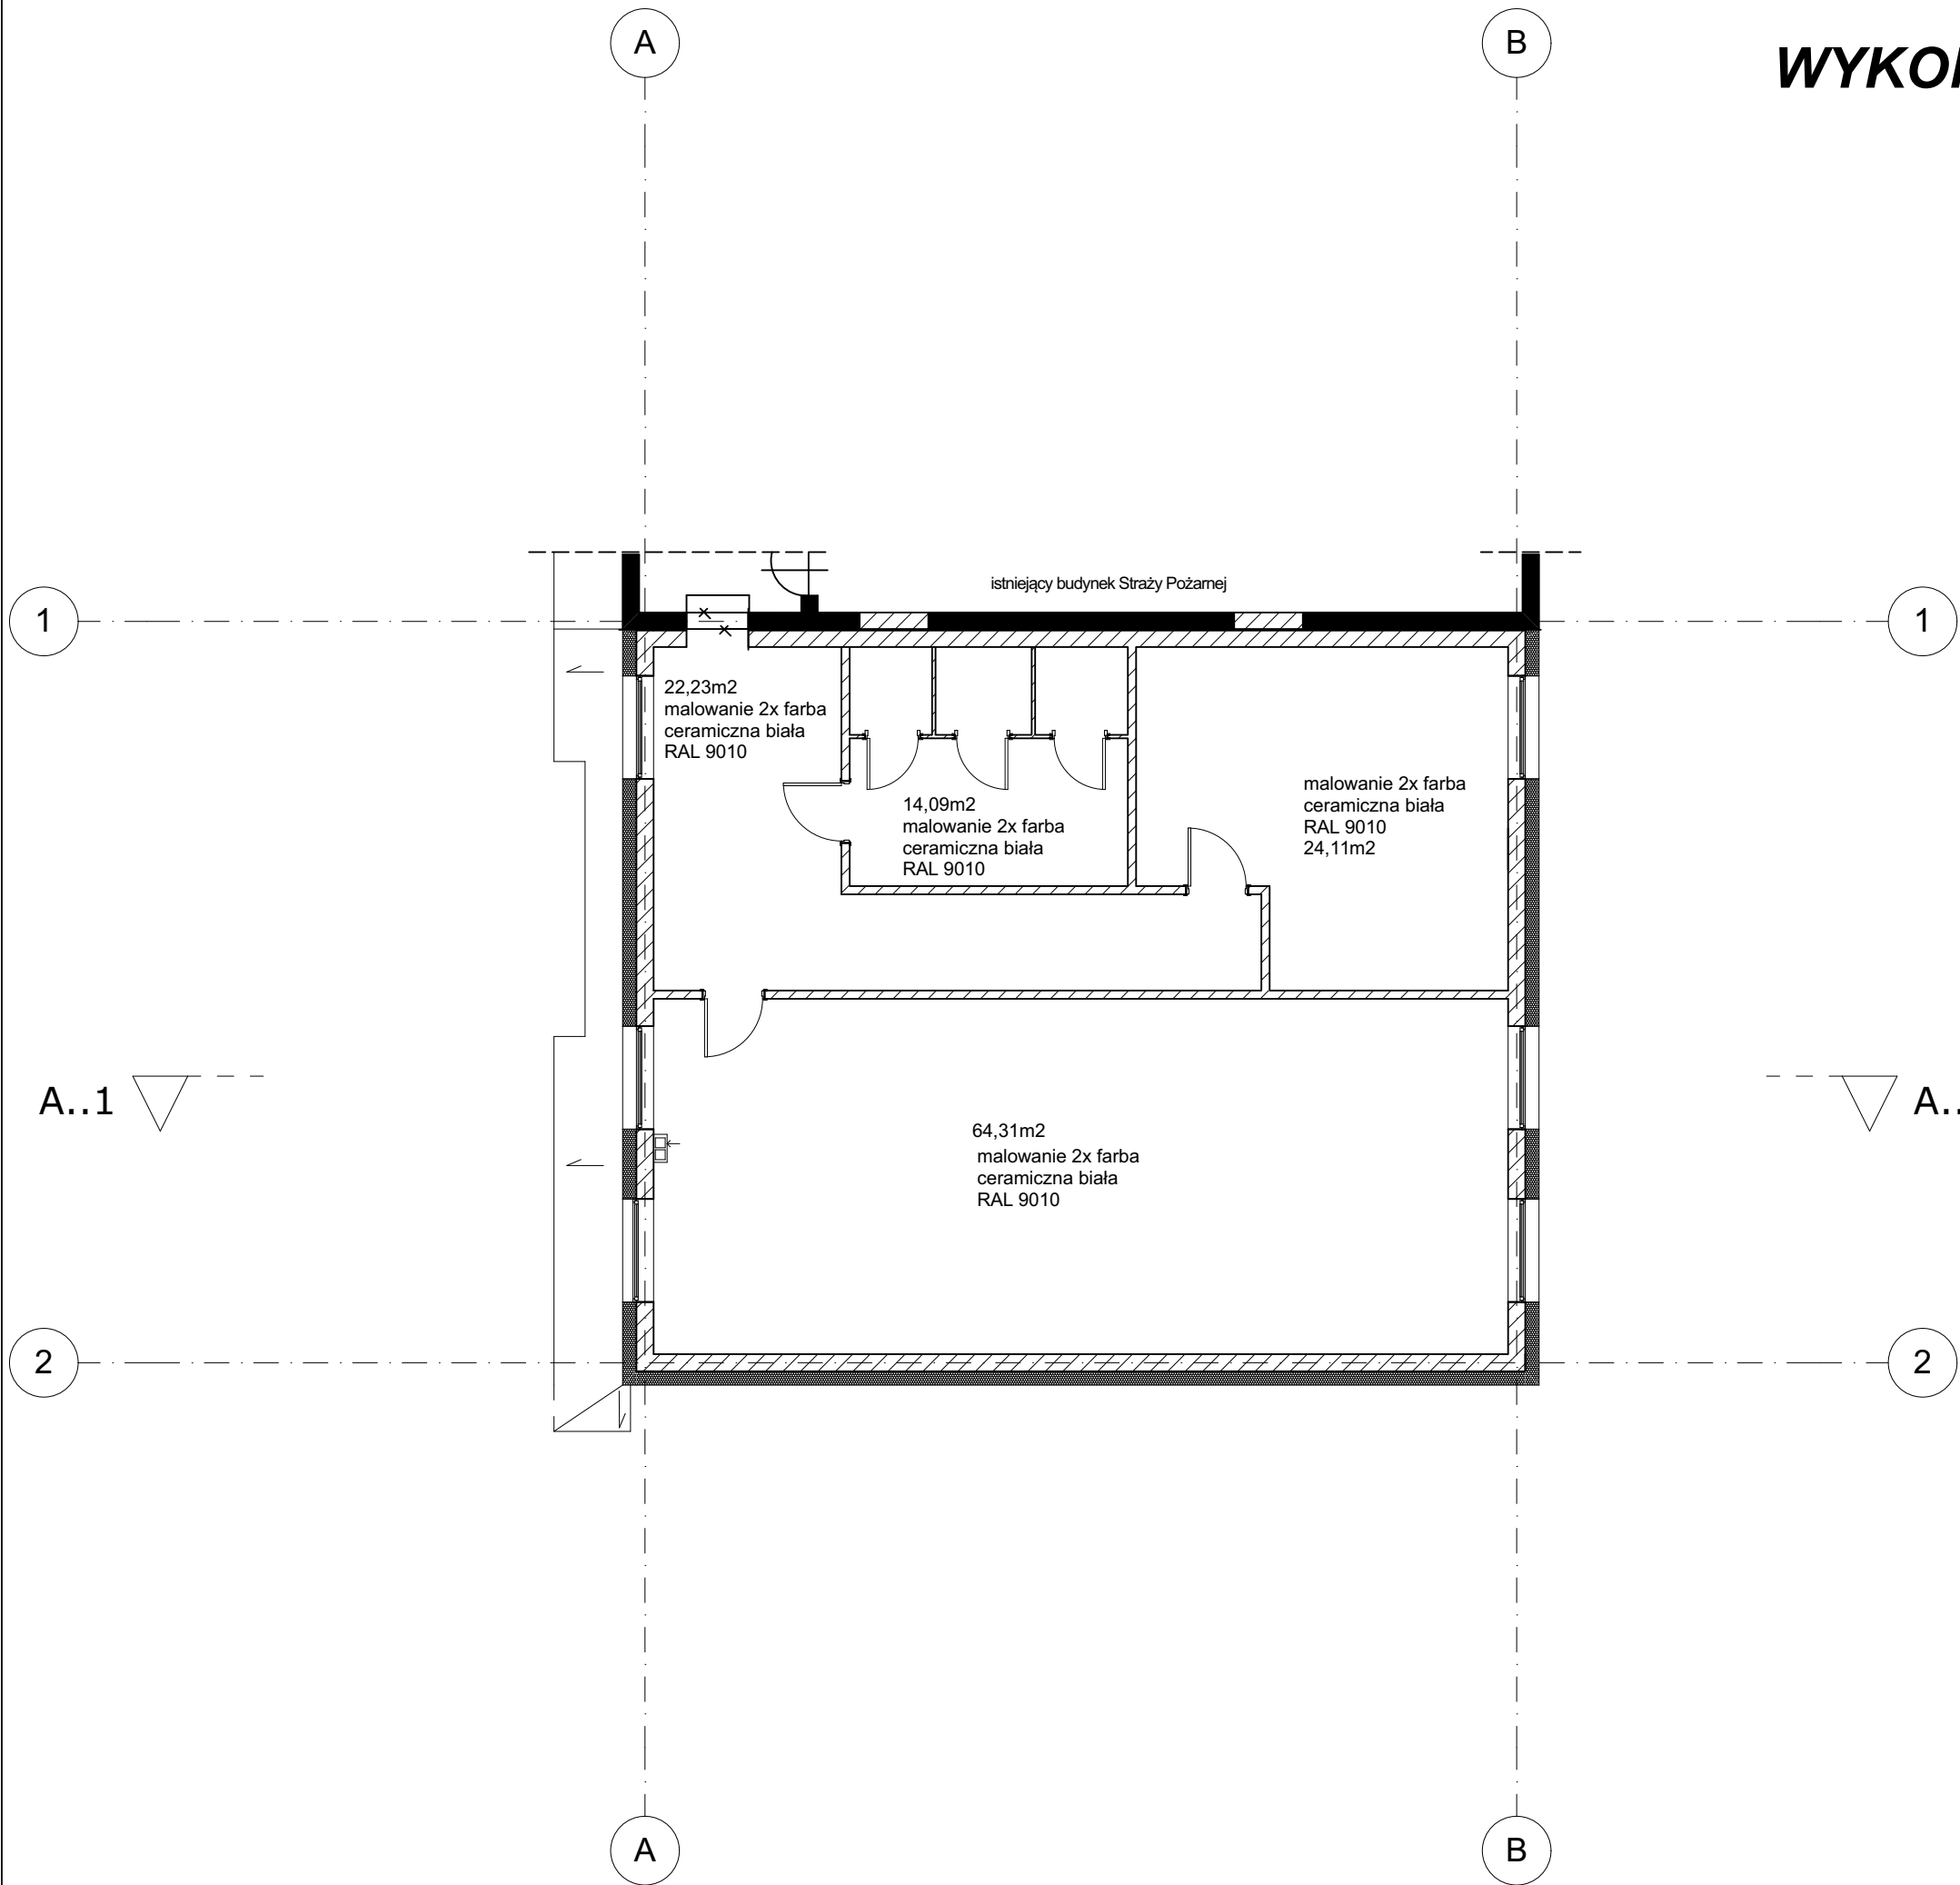 A
B
WYKO
istniejący budynek Straży Pożarnej
1
1
22,23m2
malowanie 2x farba
ceramiczna biała
RAL 9010
14,09m2
malowanie 2x farba
ceramiczna biała
RAL 9010
malowanie 2x farba
ceramiczna biała
RAL 9010
24,11m2
A..1
A..
64,31m2
malowanie 2x farba
ceramiczna biała
RAL 9010
2
2
A
B